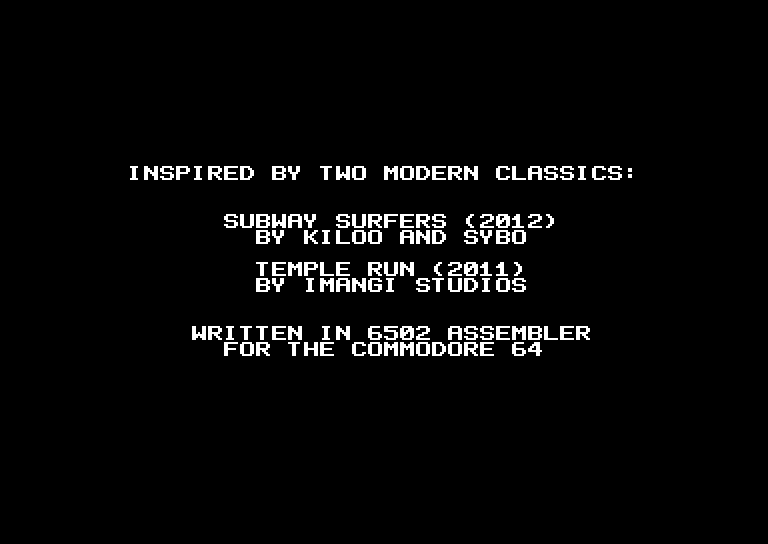 INSPIRED BY TWO MODERN CLASSICS:
SUBWAY SURFERS (2012)
BY KILOO AND SYBO
TEMPLE RUN (2011)
BY IMANGI STUDIOS
WRITTEN IN 6502 ASSEMBLER
FOR THE COMMODORE 64